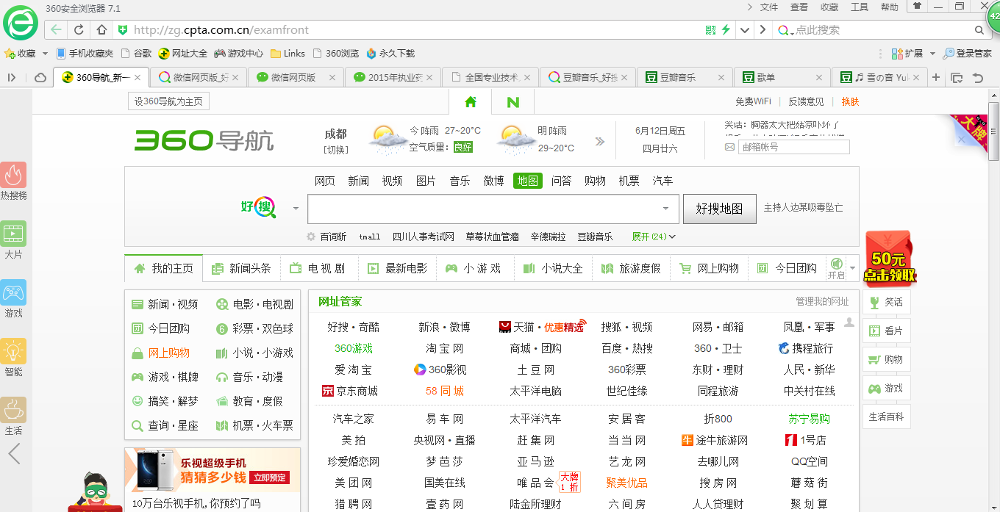 360安全浏览器 7.1
文件 查看 收藏 工具 帮助
42
http://zg.cpta.com.cn/examfront
点此搜索
收藏 手机收藏夹 谷歌 网址大全 游戏中心 Links 360浏览 永久下载 扩展 登录管家
360导航_新一 微信网页版_好 微信网页版 2015年执业药 全国专业技术 豆瓣音乐_好搜 豆瓣音乐 歌单 雪の音 Yuk
设360导航为主页 N 免费WiFi 反馈意见 换肤
360导航
成都 [切换]
今 阵雨 27~20°C
空气质量: 良好
明 阵雨
29~20°C
6月12日周五
四月廿六
笑话: 胸器太大把姑凉吓坏了
邮箱帐号
大牌
网页 新闻 视频 图片 音乐 微博 地图 问答 购物 机票 汽车
好搜
好搜地图
主持人边某吸毒坠亡
百词斩 tmall 四川人事考试网 草莓状血管瘤 辛德瑞拉 豆瓣音乐 展开(24)
我的主页 新闻头条 电 视 剧 最新电影 小 游 戏 小说大全 旅游度假 网上购物 今日团购 开启
热搜榜
大片
游戏
智能
生活
新闻·视频 电影·电视剧
今日团购 彩票·双色球
网上购物 小说·小游戏
游戏·棋牌 音乐·动漫
搞笑·解梦 教育·度假
查询·星座 机票·火车票
乐视超级手机
猜猜多少钱 立即预定
10万台乐视手机,你预约了吗
网址管家 管理我的网址
好搜·奇酷 新浪·微博 天猫·优惠精选 搜狐·视频 网易·邮箱 凤凰·军事
360游戏 淘 宝 网 商城·团购 百度·热搜 360·卫士 携程旅行
爱 淘 宝 360影视 土 豆 网 360彩票 东财·理财 人民·新华
京 京东商城 58 同 城 太平洋电脑 世纪佳缘 同程旅游 中关村在线
汽车之家 易 车 网 太平洋汽车 安 居 客 折800 苏宁易购
美 拍 央视网·直播 赶 集 网 当 当 网 牛 途牛旅游网 1 1号店
珍爱婚恋网 梦 芭 莎 亚 马 逊 艺 龙 网 去哪儿网 QQ空间
美 团 网 国美在线 唯 品 会 大牌1 折 聚美优品 搜 房 网 蘑 菇 街
猎 聘 网 壹 药 网 陆金所理财 六 间 房 人人贷理财 聚 划 算
¥
50元
点击领取
笑话
看片
购物
游戏
生活百科